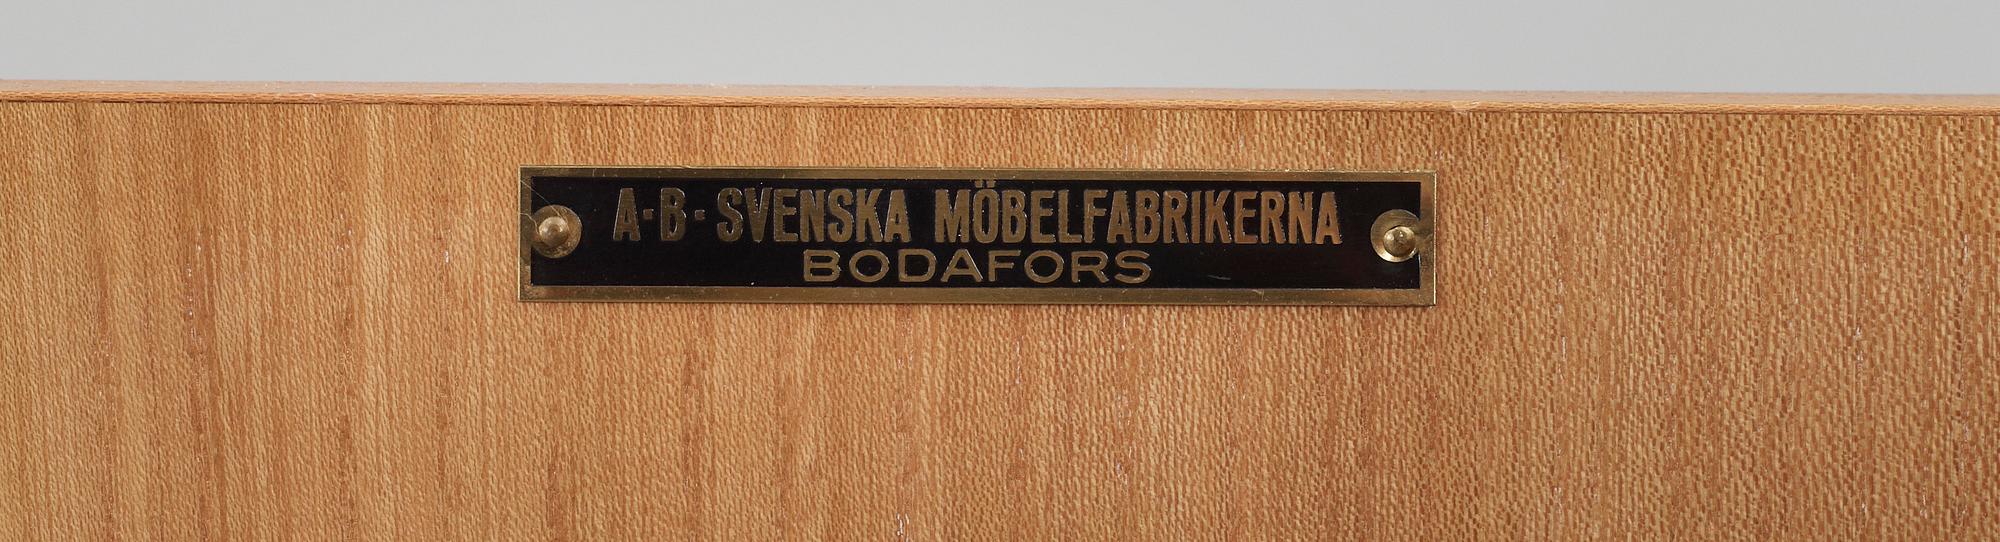 A·B·SVENSKA MÖBELFABRIKERNA
BODAFORS